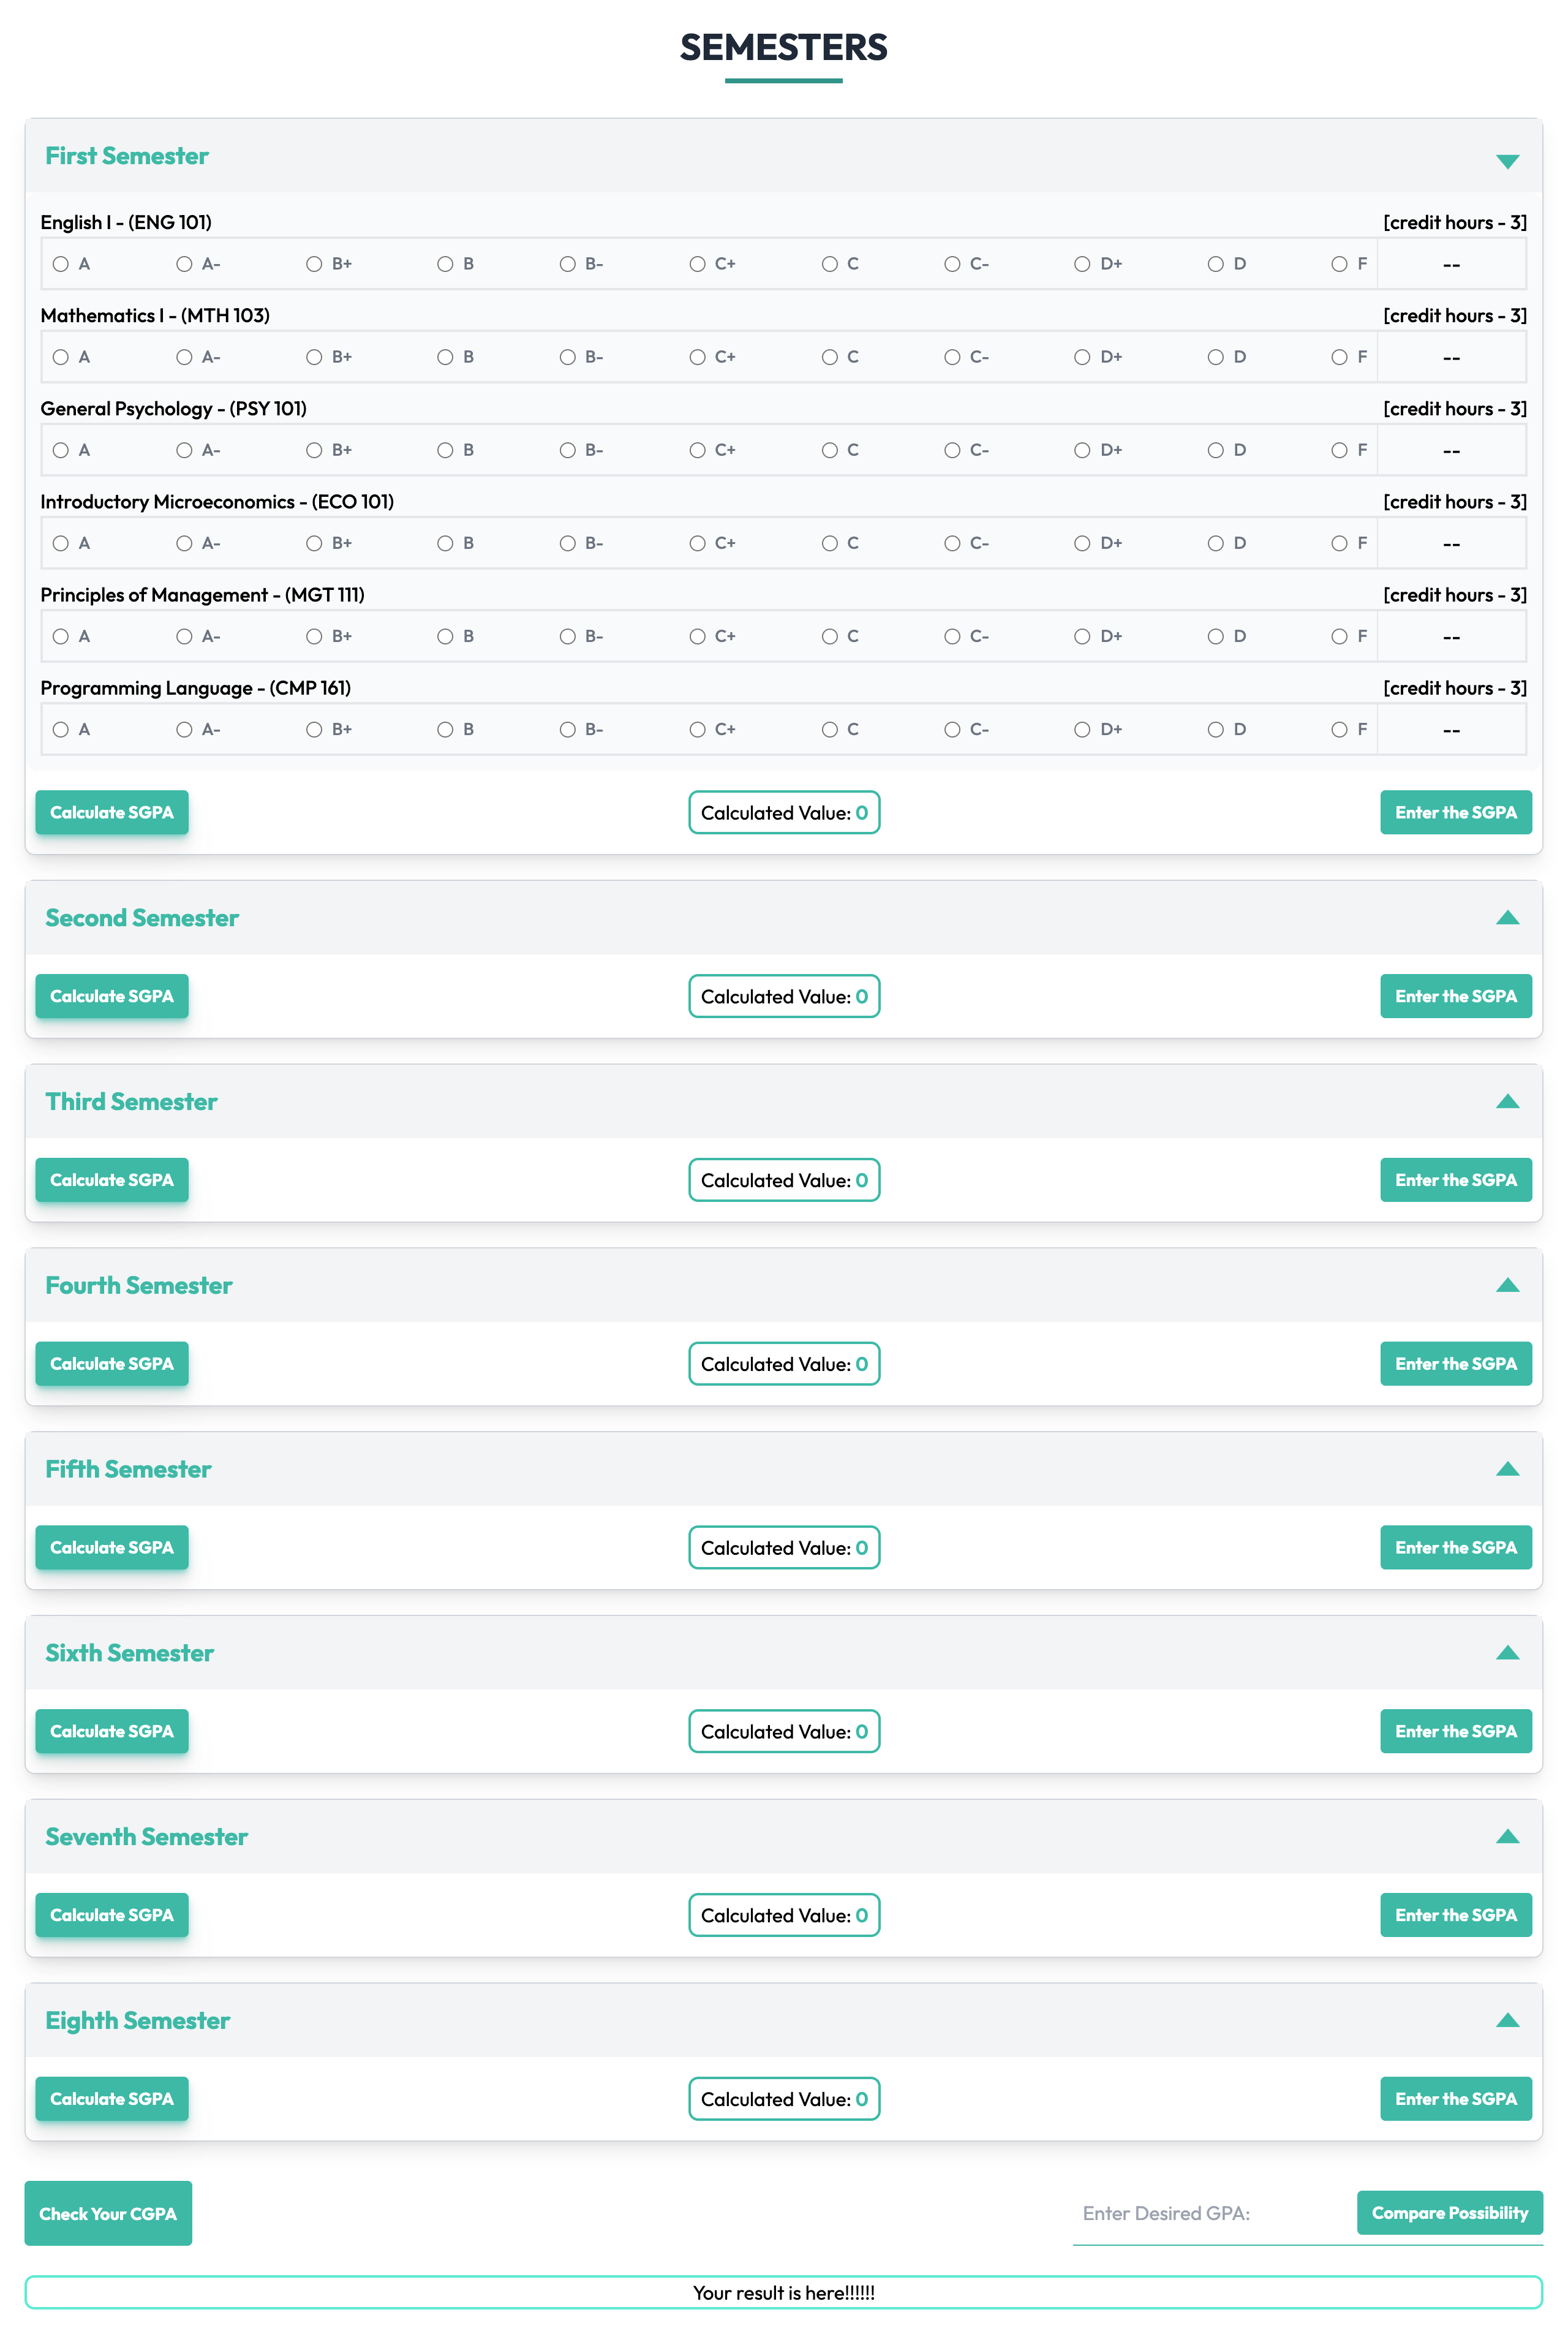 SEMESTERS
First Semester
English I - (ENG 101) [credit hours - 3]
A A- B+ B B- C+ C C- D+ D F --
Mathematics I - (MTH 103) [credit hours - 3]
A A- B+ B B- C+ C C- D+ D F --
General Psychology - (PSY 101) [credit hours - 3]
A A- B+ B B- C+ C C- D+ D F --
Introductory Microeconomics - (ECO 101) [credit hours - 3]
A A- B+ B B- C+ C C- D+ D F --
Principles of Management - (MGT 111) [credit hours - 3]
A A- B+ B B- C+ C C- D+ D F --
Programming Language - (CMP 161) [credit hours - 3]
A A- B+ B B- C+ C C- D+ D F --
Calculate SGPA Calculated Value: 0 Enter the SGPA
Second Semester
Calculate SGPA Calculated Value: 0 Enter the SGPA
Third Semester
Calculate SGPA Calculated Value: 0 Enter the SGPA
Fourth Semester
Calculate SGPA Calculated Value: 0 Enter the SGPA
Fifth Semester
Calculate SGPA Calculated Value: 0 Enter the SGPA
Sixth Semester
Calculate SGPA Calculated Value: 0 Enter the SGPA
Seventh Semester
Calculate SGPA Calculated Value: 0 Enter the SGPA
Eighth Semester
Calculate SGPA Calculated Value: 0 Enter the SGPA
Check Your CGPA Enter Desired GPA: Compare Possibility
Your result is here!!!!!!